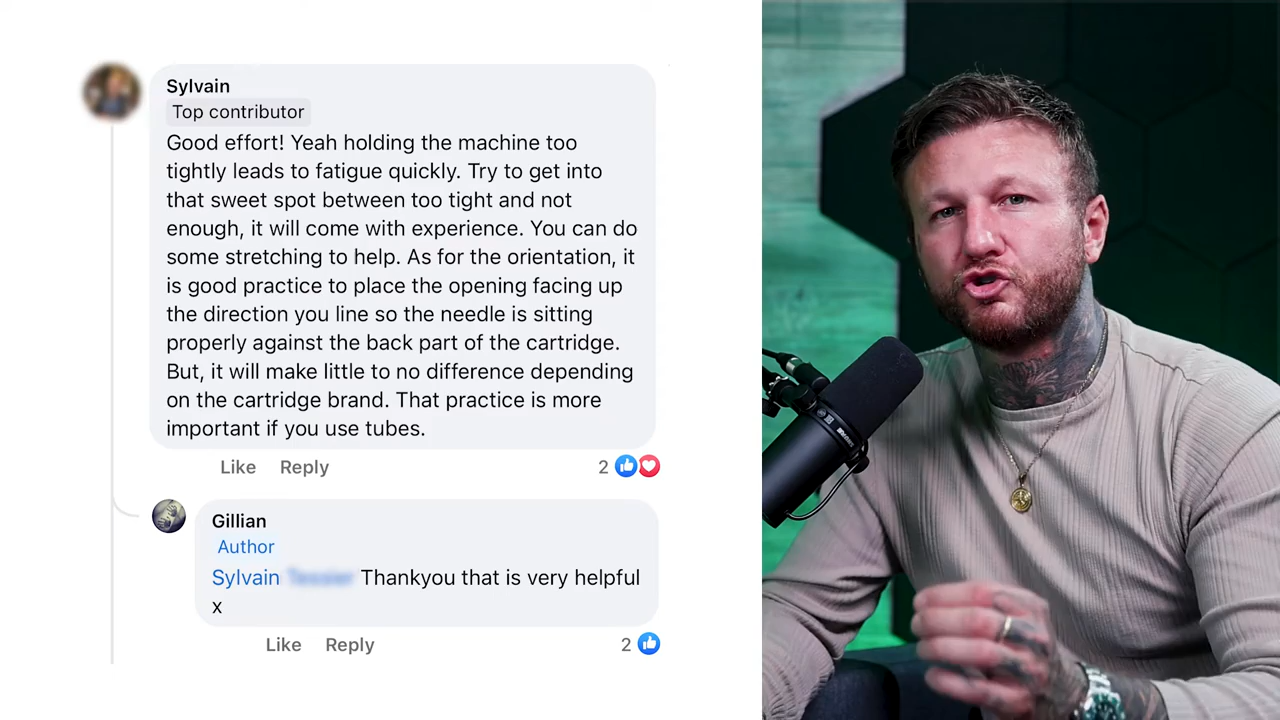 Sylvain
Top contributor
Good effort! Yeah holding the machine too
tightly leads to fatigue quickly. Try to get into
that sweet spot between too tight and not
enough, it will come with experience. You can do
some stretching to help. As for the orientation, it
is good practice to place the opening facing up
the direction you line so the needle is sitting
properly against the back part of the cartridge.
But, it will make little to no difference depending
on the cartridge brand. That practice is more
important if you use tubes.
Like Reply 2
Gillian
Author
Sylvain Thankyou that is very helpful
x
Like Reply 2